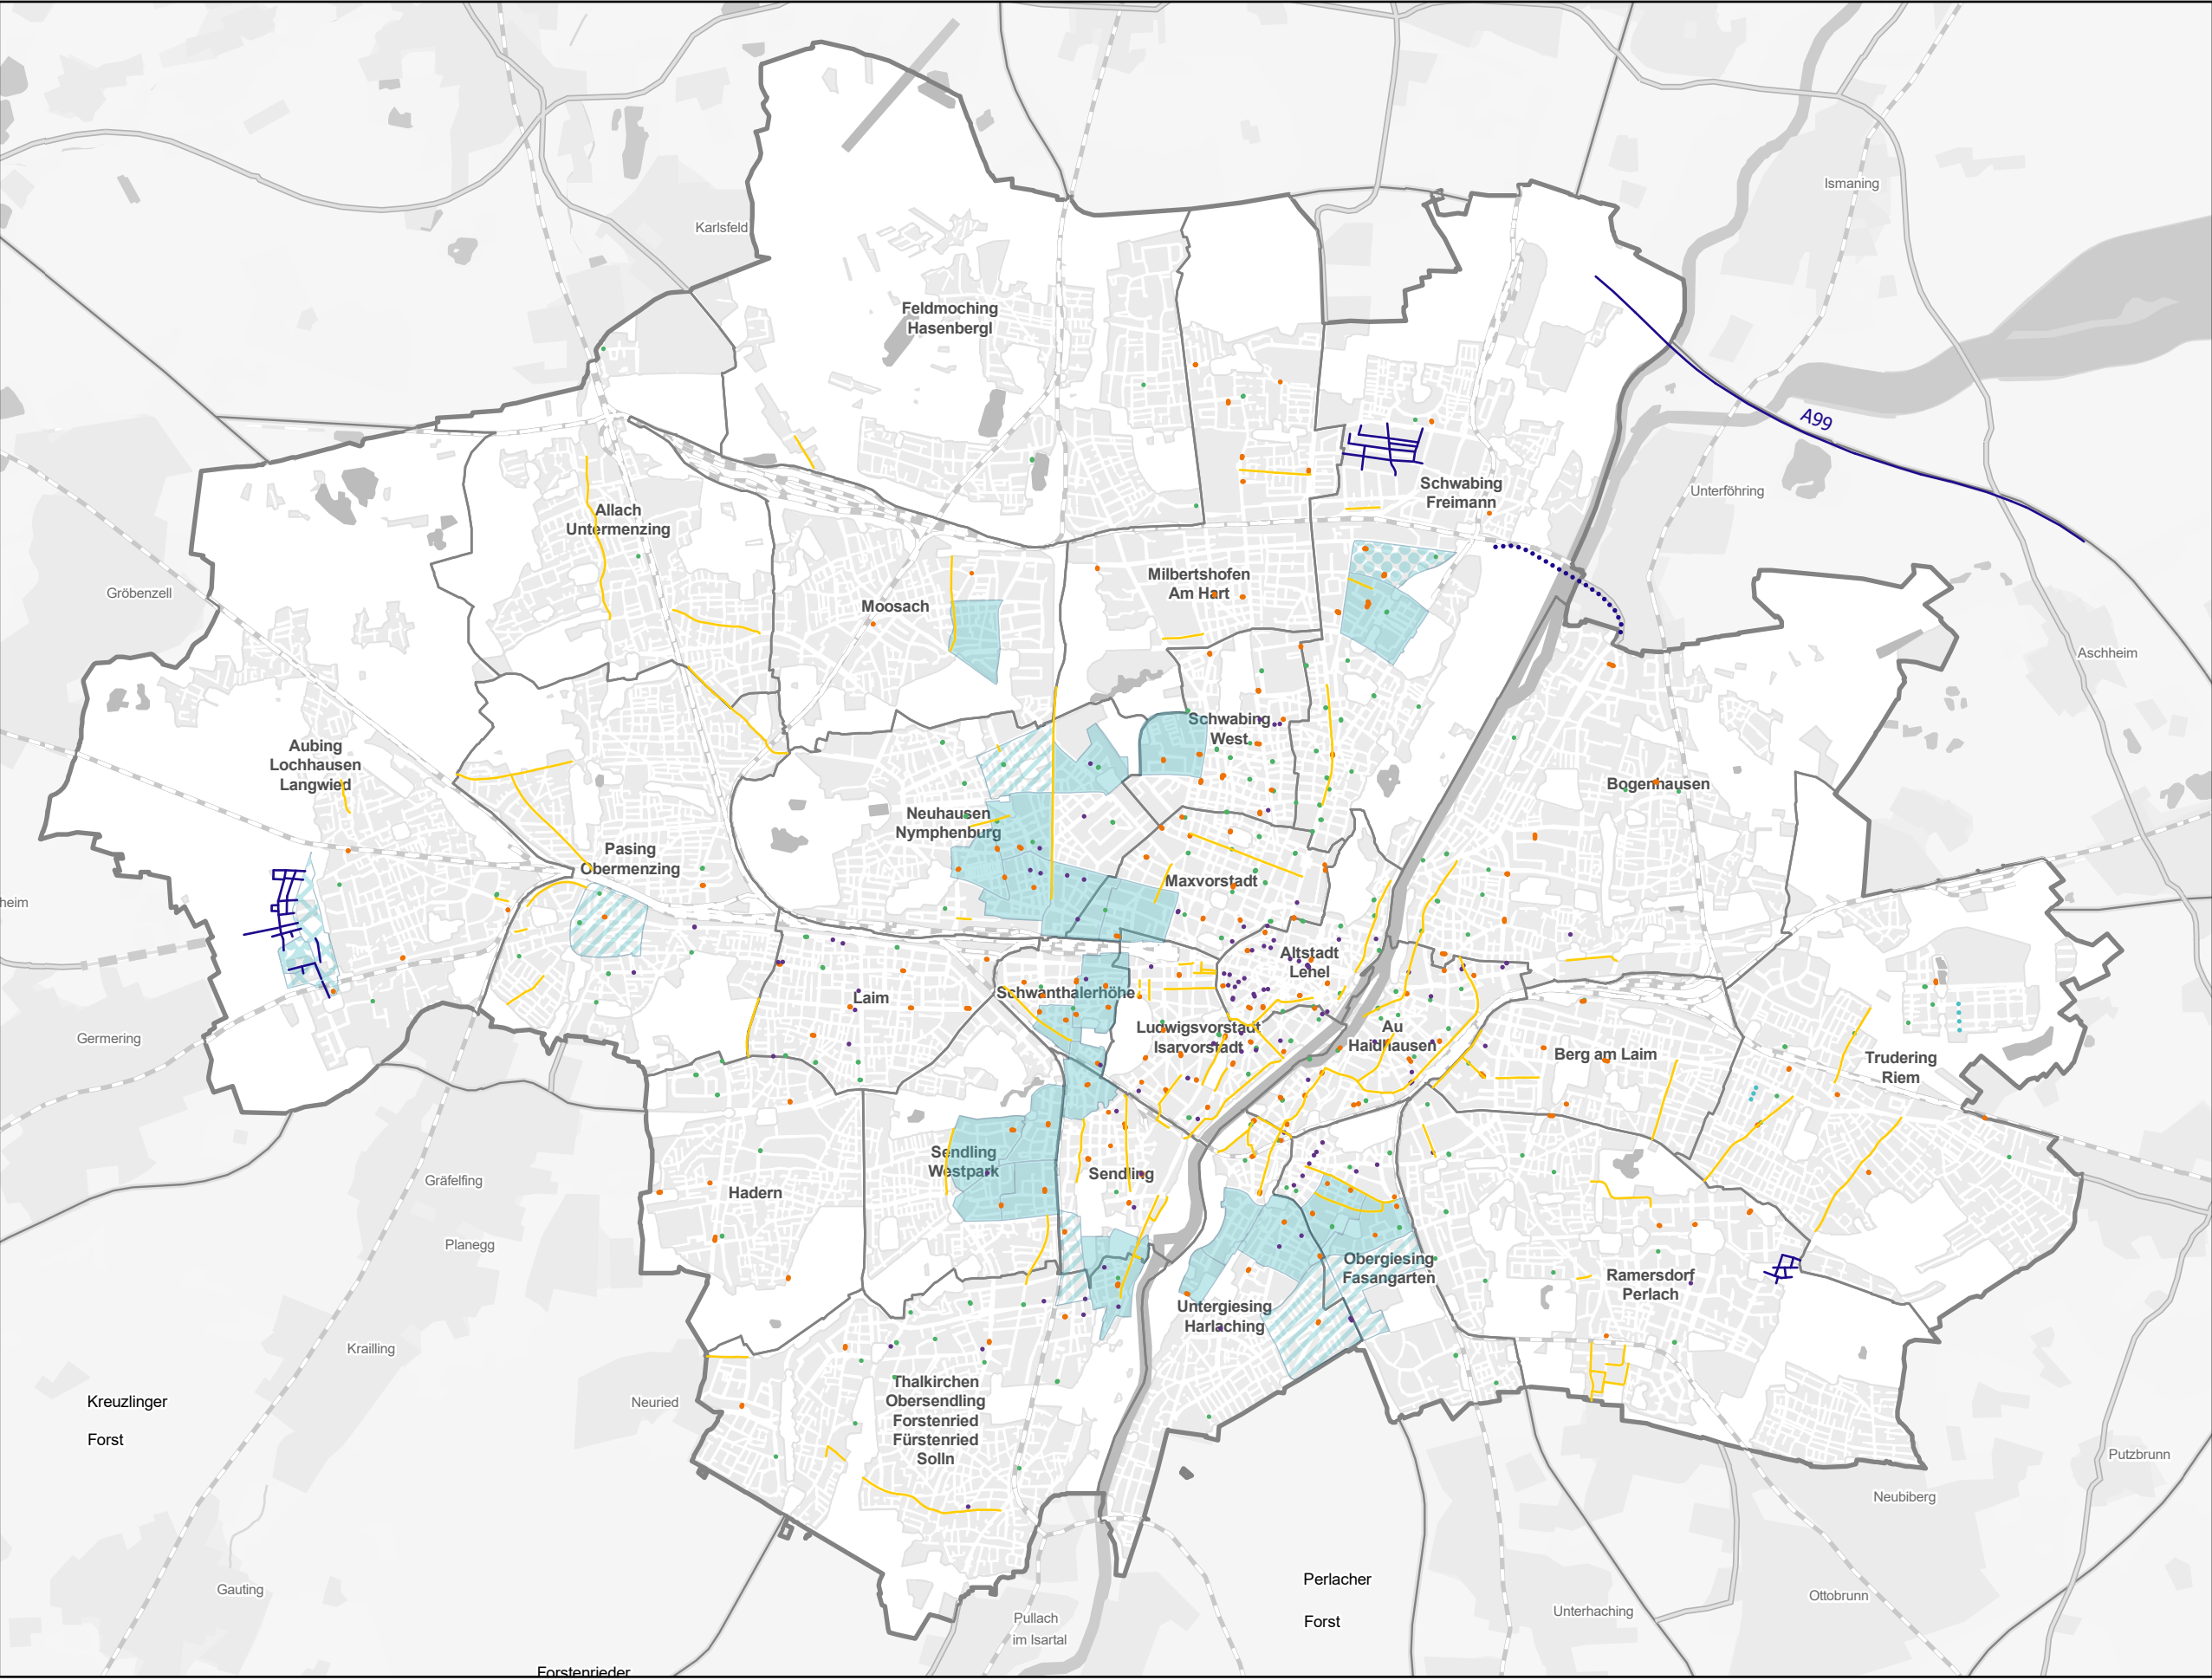 Ismaning
Karlsfeld
Feldmoching
Hasenbergl
A99
Schwabing
Freimann
Unterföhring
Allach
Untermenzing
Milbertshofen
Am Hart
Gröbenzell
Moosach
Aschheim
Schwabing
West
Aubing
Lochhausen
Langwied
Bogenhausen
Neuhausen
Nymphenburg
Pasing
Obermenzing
Maxvorstadt
heim
Altstadt
Lehel
Schwanthalerhöhe
Laim
Ludwigsvorstadt
Isarvorstadt
Au
Haidhausen
Germering
Berg am Laim
Trudering
Riem
Sendling
Westpark
Sendling
Gräfelfing
Hadern
Planegg
Obergiesing
Fasangarten
Ramersdorf
Perlach
Untergiesing
Harlaching
Krailling
Thalkirchen
Obersendling
Forstenried
Fürstenried
Solln
Kreuzlinger
Forst
Neuried
Putzbrunn
Neubiberg
Perlacher
Forst
Gauting
Ottobrunn
Unterhaching
Pullach
im Isartal
Forstenrieder